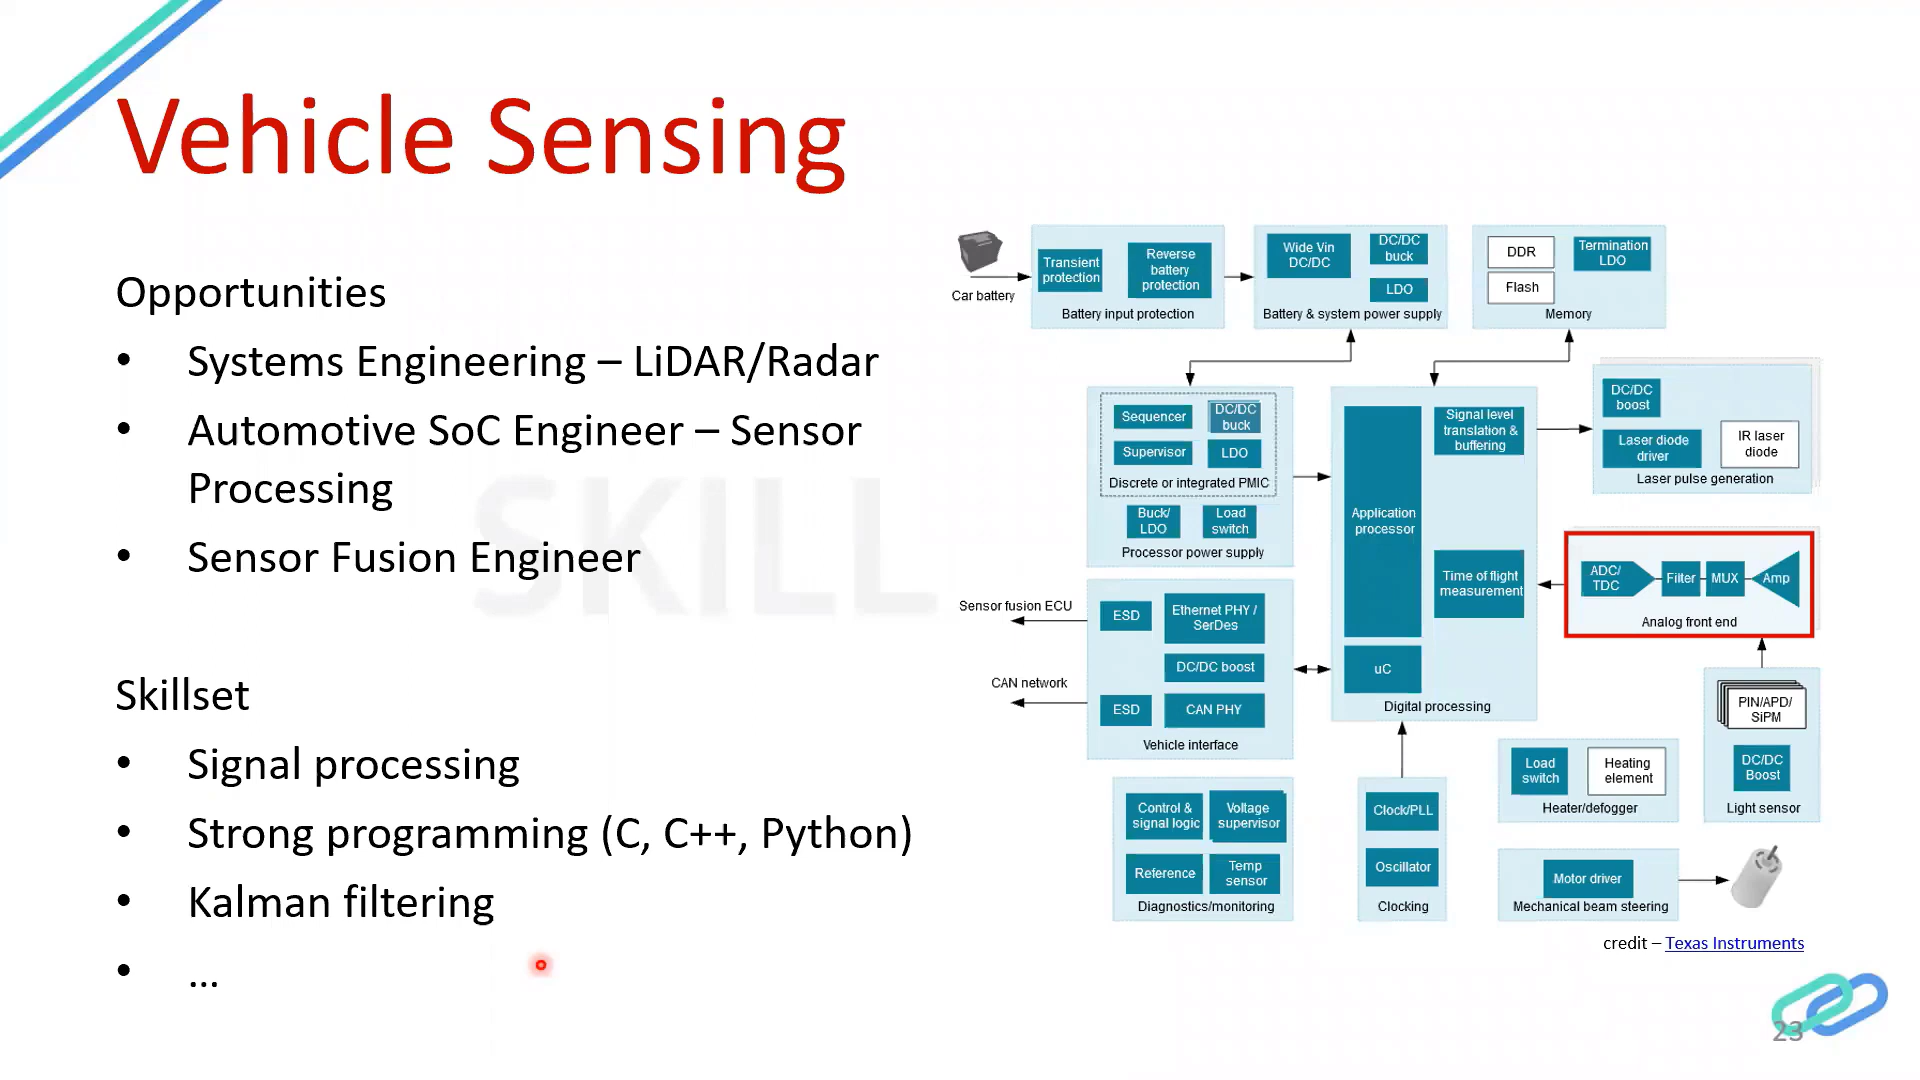 Vehicle Sensing
Opportunities
• Systems Engineering – LiDAR/Radar
• Automotive SoC Engineer – Sensor
Processing
• Sensor Fusion Engineer
Skillset
• Signal processing
• Strong programming (C, C++, Python)
• Kalman filtering
• ...
SKILL
Car battery
Transient
protection
Reverse
battery
protection
Battery input protection
Wide Vin
DC/DC
DC/DC
buck
LDO
Battery & system power supply
DDR
Flash
Termination
LDO
Memory
Sequencer
DC/DC
buck
Supervisor
LDO
Discrete or integrated PMIC
Buck/
LDO
Load
switch
Processor power supply
Application
processor
Signal level
translation &
buffering
Time of flight
measurement
uC
Digital processing
DC/DC
boost
Laser diode
driver
IR laser
diode
Laser pulse generation
ADC/
TDC
Filter
MUX
Amp
Analog front end
Sensor fusion ECU
CAN network
ESD
Ethernet PHY /
SerDes
DC/DC boost
ESD
CAN PHY
Vehicle interface
PIN/APD/
SiPM
DC/DC
Boost
Light sensor
Load
switch
Heating
element
Heater/defogger
Control &
signal logic
Voltage
supervisor
Reference
Temp
sensor
Diagnostics/monitoring
Clock/PLL
Oscillator
Clocking
Motor driver
Mechanical beam steering
credit – Texas Instruments
23